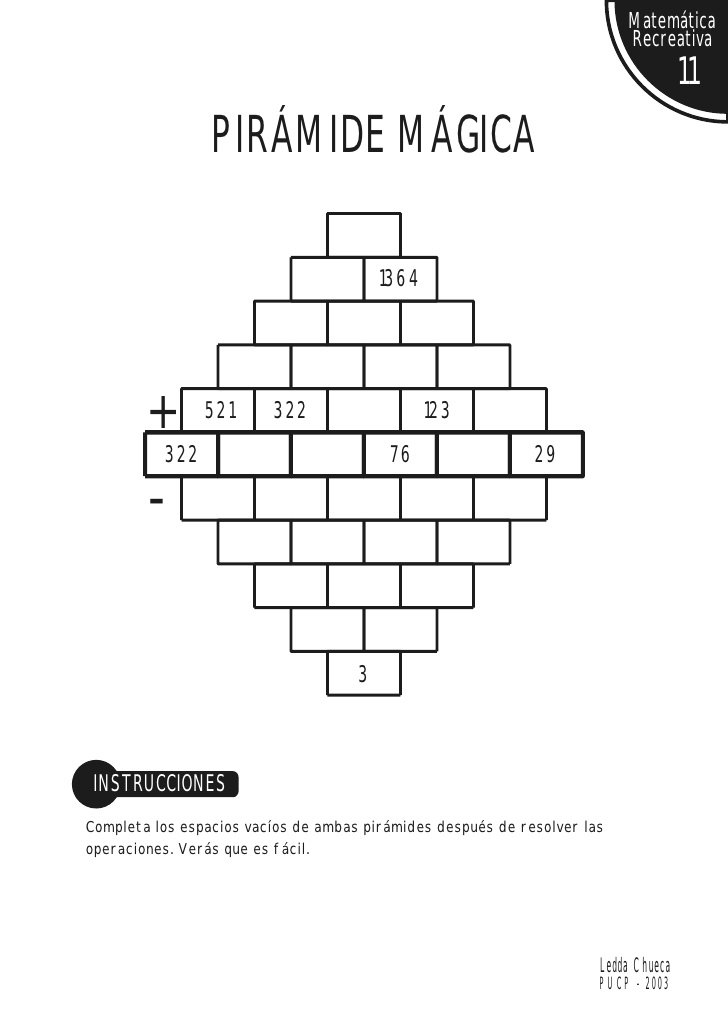 Matemática
Recreativa
11
PIRÁMIDE MÁGICA
1364
+ 521 322 123
322 76 29
-
3
INSTRUCCIONES
Completa los espacios vacíos de ambas pirámides después de resolver las
operaciones. Verás que es fácil.
Ledda Chueca
PUCP - 2003